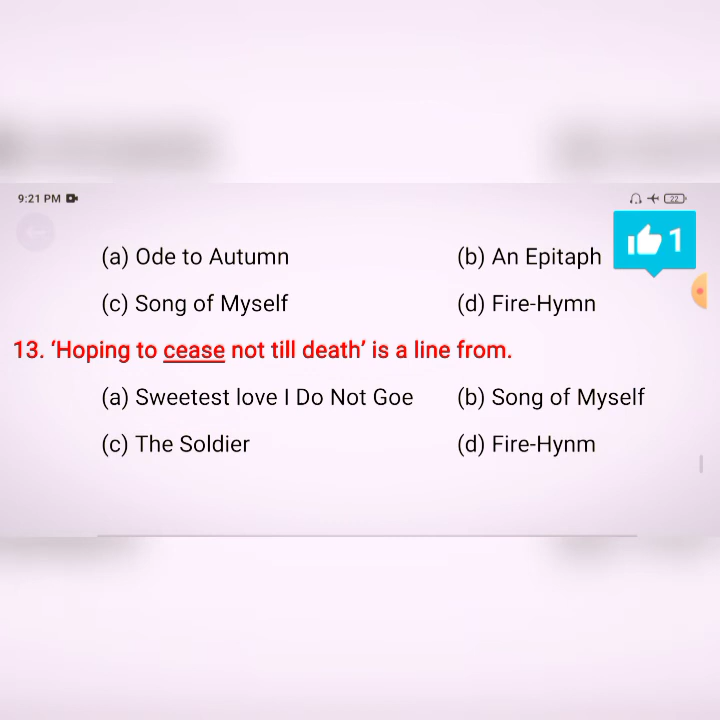 9:21 PM
22
(a) Ode to Autumn (b) An Epitaph
1
(c) Song of Myself (d) Fire-Hymn
13. ‘Hoping to cease not till death’ is a line from.
(a) Sweetest love I Do Not Goe (b) Song of Myself
(c) The Soldier (d) Fire-Hynm